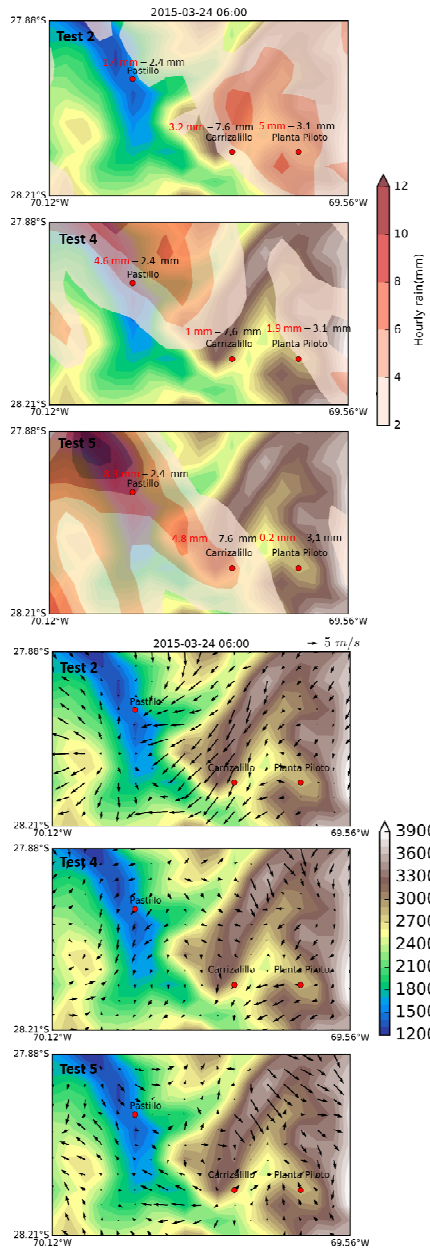 2015-03-24 06:00
27.88°S
Test 2
2.4 mm
Pastillo
3.2 mm – 7.6 mm
5 mm – 3.1 mm
Carrizalillo
Planta Piloto
28.21°S
70.12°W
69.56°W
27.88°S
Test 4
4.6 mm – 2.4 mm
Pastillo
1 mm – 7,6 mm
1.9 mm – 3.1 mm
Carrizalillo
Planta Piloto
28.21°S
70.12°W
69.56°W
12
10
8
6
4
2
Hourly rain(mm)
27.88°S
Test 5
mm – 2.4 mm
Pastillo
4.8 mm 7.6 mm
0.2 mm 3,1 mm
Carrizalillo
Planta Piloto
28.21°S
70.12°W
69.56°W
2015-03-24 06:00
5 m/s
27.88°S
Test 2
Pastillo
Carrizalillo
Planta Piloto
28.21°S
70.12°W
69.56°W
27.88°S
Test 4
Pastillo
Carrizalillo
Planta Piloto
28.21°S
70.12°W
69.56°W
3900
3600
3300
3000
2700
2400
2100
1800
1500
1200
27.88°S
Test 5
Pastillo
Carrizalillo
Planta Piloto
28.21°S
70.12°W
69.56°W